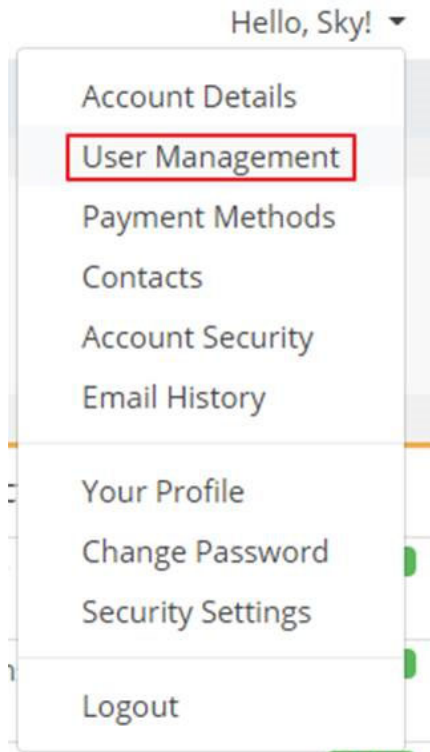 Hello, Sky!
Account Details
User Management
Payment Methods
Contacts
Account Security
Email History
Your Profile
Change Password
Security Settings
Logout